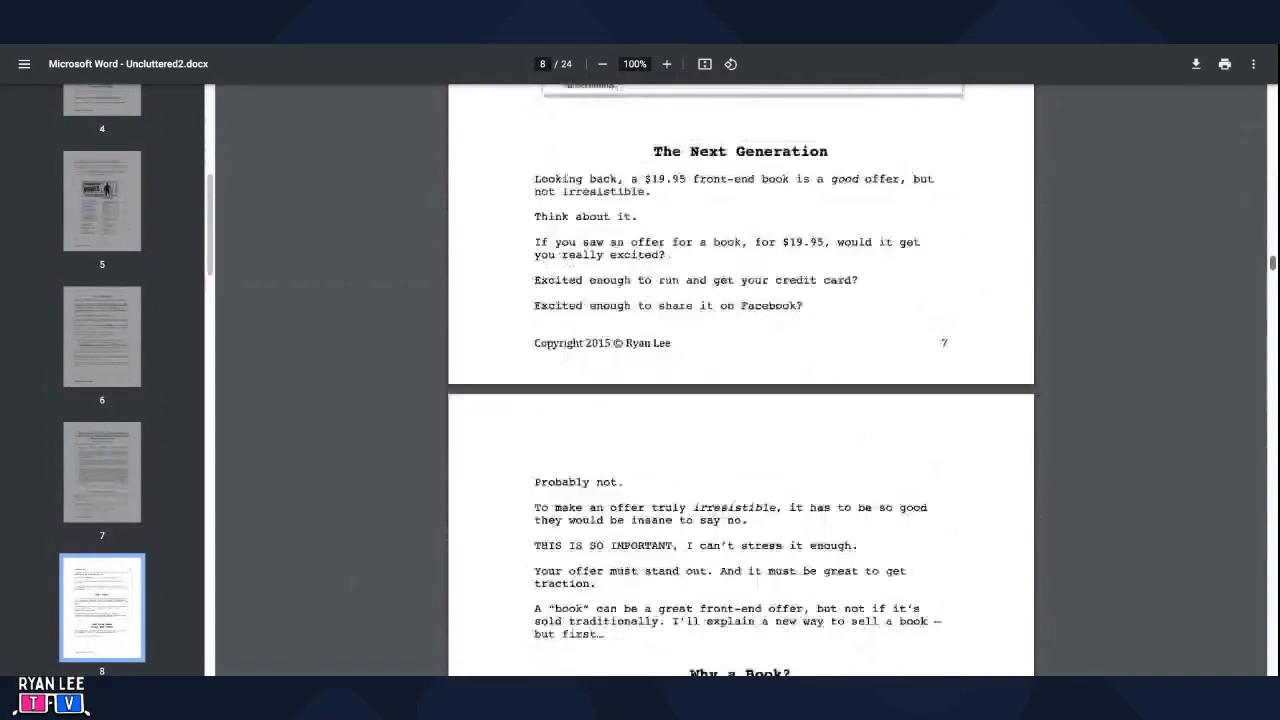 Microsoft Word - Uncluttered2.docx
8 / 24
100%
4
5
6
7
8
The Next Generation
Looking back, a $19.95 front-end book is a good offer, but
not irresistible.
Think about it.
If you saw an offer for a book, for $19.95, would it get
you really excited?
Excited enough to run and get your credit card?
Excited enough to share it on Facebook?
Copyright 2015 © Ryan Lee
7
Probably not.
To make an offer truly irresistible, it has to be so good
they would be insane to say no.
THIS IS SO IMPORTANT, I can't stress it enough.
Your offer must stand out. And it must be great to get
traction.
A "book" can be a great front-end offer, but not if it's
sold traditionally. I'll explain a new way to sell a book –
but first…
Why a Book?
RYAN LEE
T V